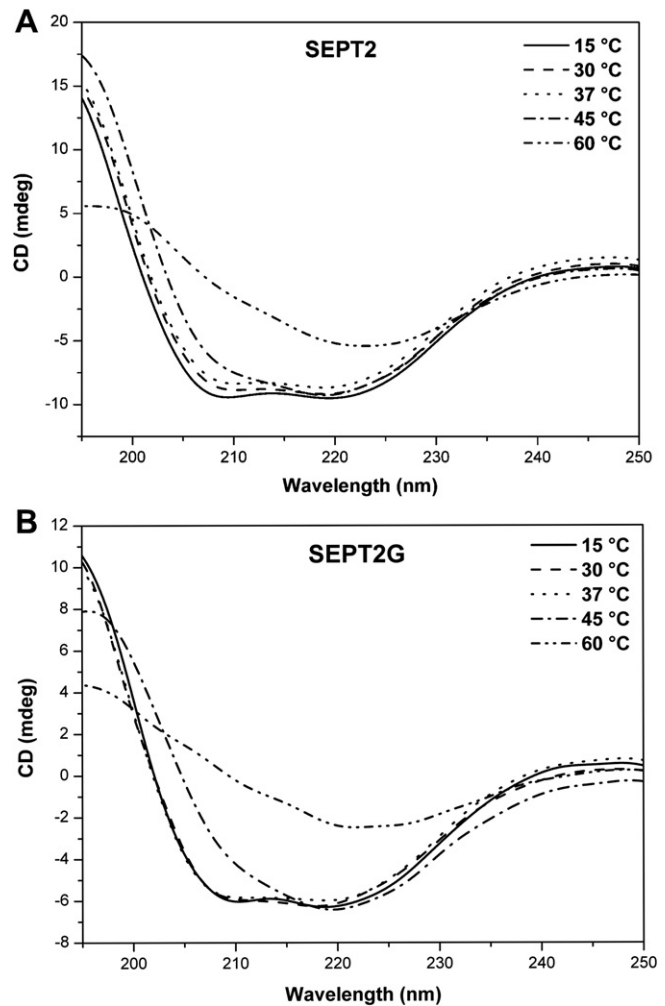 A
SEPT2
15 °C
30 °C
37 °C
45 °C
60 °C
CD (mdeg)
20
15
10
5
0
-5
-10
200
210
220
230
240
250
Wavelength (nm)
B
SEPT2G
15 °C
30 °C
37 °C
45 °C
60 °C
CD (mdeg)
12
10
8
6
4
2
0
-2
-4
-6
-8
200
210
220
230
240
250
Wavelength (nm)